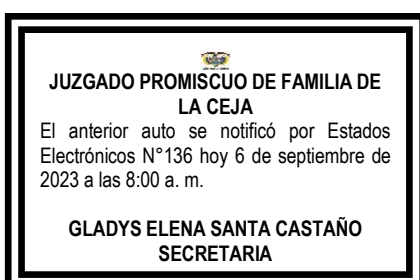 JUZGADO PROMISCUO DE FAMILIA DE
LA CEJA
El anterior auto se notificó por Estados
Electrónicos N°136 hoy 6 de septiembre de
2023 a las 8:00 a. m.
GLADYS ELENA SANTA CASTAÑO
SECRETARIA